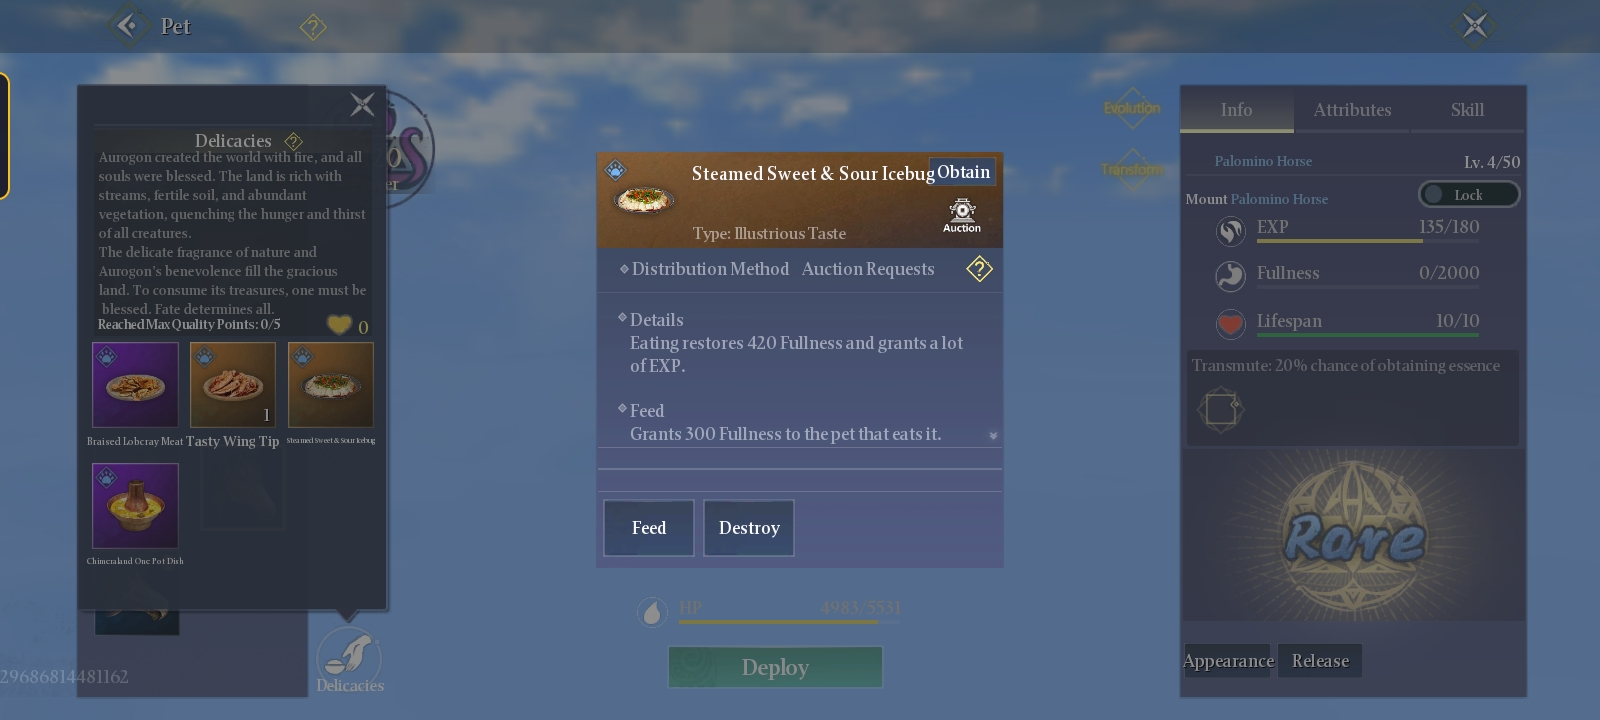 Pet
Delicacies
Aurogon created the world with fire, and all
souls were blessed. The land is rich with
streams, fertile soil, and abundant
vegetation, quenching the hunger and thirst
of all creatures.
The delicate fragrance of nature and
Aurogon's benevolence fill the gracious
land. To consume its treasures, one must be
blessed. Fate determines all.
Reached Max Quality Points: 0/5
0
1
Braised Lobcray Meat
Tasty Wing Tip
Steamed Sweet & Sour Icebug
Chimeraland One Pot Dish
29686814481162
Delicacies
Steamed Sweet & Sour Icebug
Obtain
Auction
Type: Illustrious Taste
Distribution Method Auction Requests
Details
Eating restores 420 Fullness and grants a lot
of EXP.
Feed
Grants 300 Fullness to the pet that eats it.
Feed
Destroy
HP 4983/5531
Deploy
Evolution
Transform
Info
Attributes
Skill
Palomino Horse
Lv. 4/50
Mount Palomino Horse
Lock
EXP 135/180
Fullness 0/2000
Lifespan 10/10
Transmute: 20% chance of obtaining essence
Rare
Appearance
Release